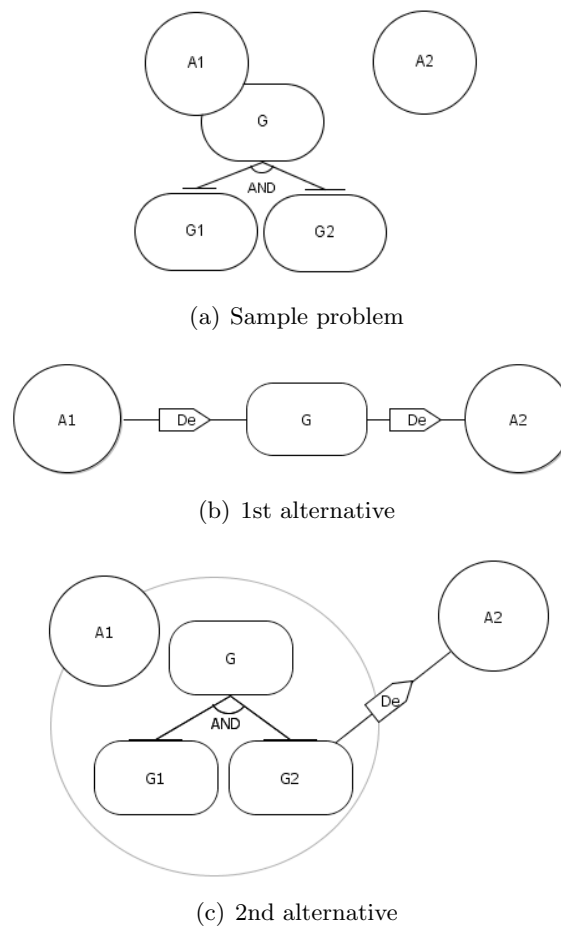 A1
A2
G
AND
G1
G2
(a) Sample problem
A1
De
G
De
A2
(b) 1st alternative
A1
A2
G
De
AND
G1
G2
(c) 2nd alternative